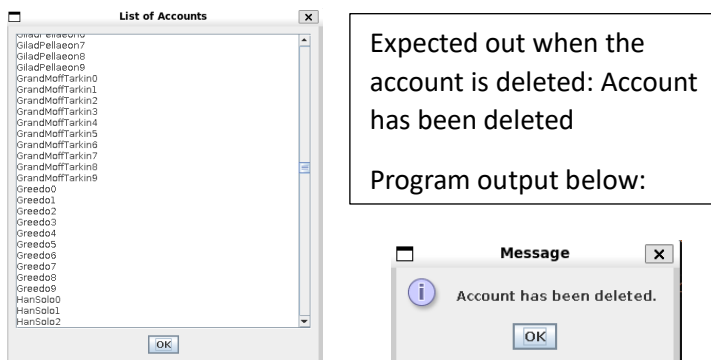 List of Accounts
GiladPellaeon6
GiladPellaeon7
GiladPellaeon8
GiladPellaeon9
GrandMoffTarkin0
GrandMoffTarkin1
GrandMoffTarkin2
GrandMoffTarkin3
GrandMoffTarkin4
GrandMoffTarkin5
GrandMoffTarkin6
GrandMoffTarkin7
GrandMoffTarkin8
GrandMoffTarkin9
Greedo0
Greedo1
Greedo2
Greedo3
Greedo4
Greedo5
Greedo6
Greedo7
Greedo8
Greedo9
HanSolo0
HanSolo1
HanSolo2
OK
Expected out when the
account is deleted: Account
has been deleted
Program output below:
Message
Account has been deleted.
OK